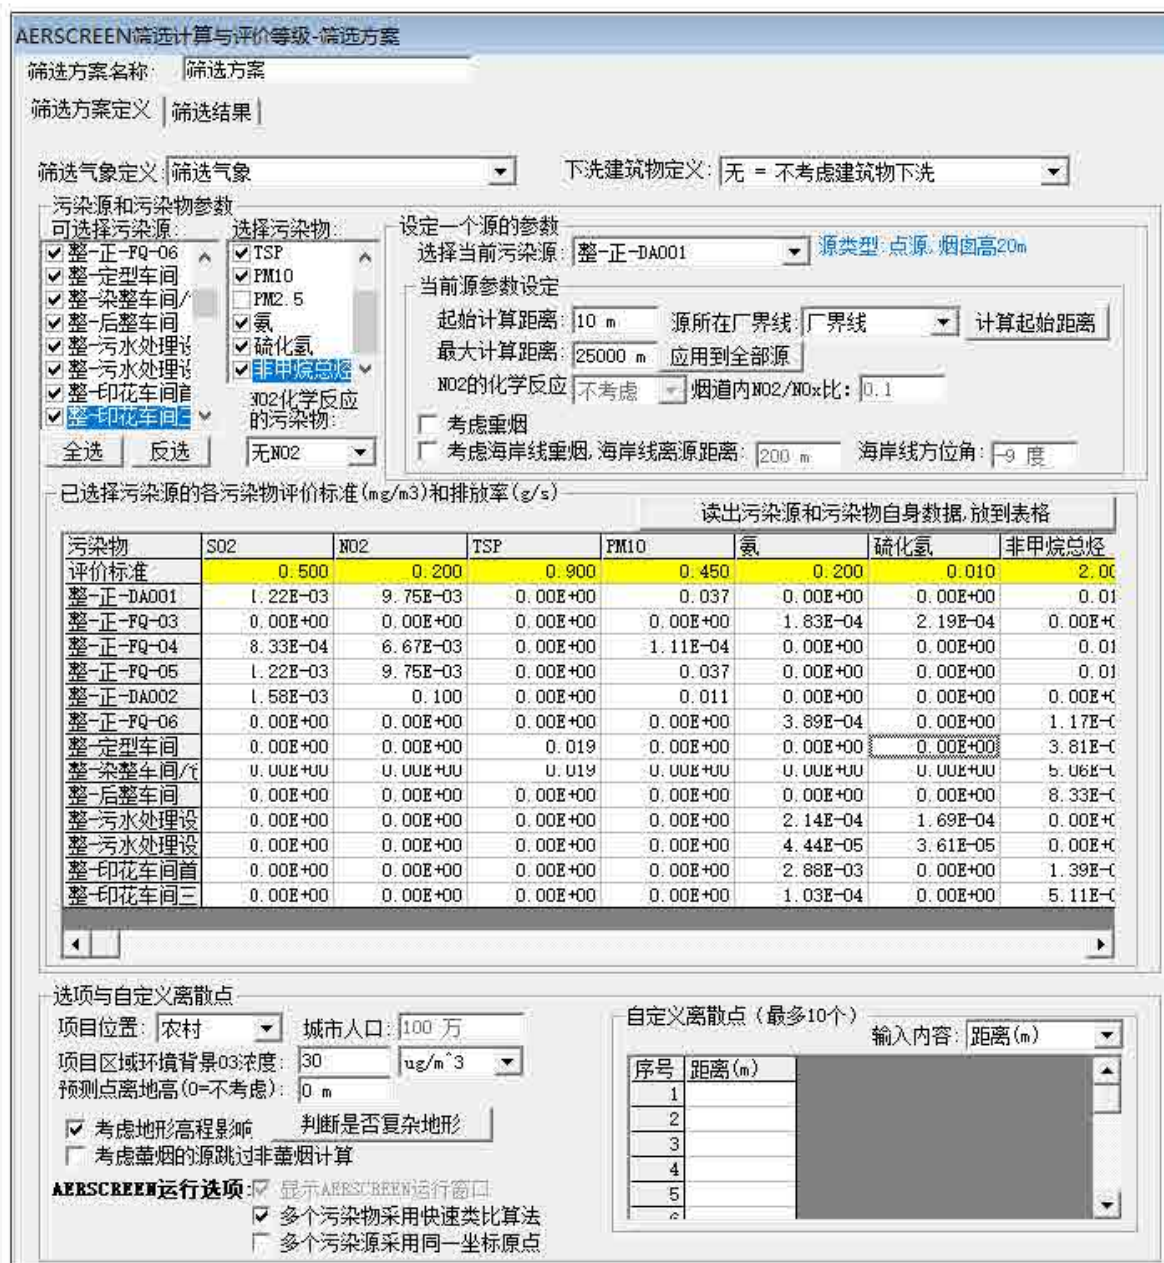 AERSCREEN筛选计算与评价等级-筛选方案
筛选方案名称: 筛选方案
筛选方案定义 筛选结果
筛选气象定义: 筛选气象 下洗建筑物定义: 无 = 不考虑建筑物下洗
污染源和污染物参数
可选择污染源:
整-正-FQ-06
整-定型车间
整-染整车间/
整-后整车间
整-污水处理设
整-污水处理设
整-印花车间首
整-印花车间三
全选 反选
选择污染物:
TSP
PM10
PM2.5
氨
硫化氢
非甲烷总烃
NO2化学反应
的污染物:
无NO2
设定一个源的参数
选择当前污染源: 整-正-DA001 源类型:点源,烟囱高20m
当前源参数设定
起始计算距离: 10 m 源所在厂界线: 厂界线 计算起始距离
最大计算距离: 25000 m 应用到全部源
NO2的化学反应 不考虑 烟道内NO2/NOx比: 0.1
考虑重烟
考虑海岸线重烟,海岸线离源距离: 200 m 海岸线方位角: -9 度
已选择污染源的各污染物评价标准(mg/m3)和排放率(g/s)
读出污染源和污染物自身数据,放到表格
污染物 SO2 NO2 TSP PM10 氨 硫化氢 非甲烷总烃
评价标准 0.500 0.200 0.900 0.450 0.200 0.010 2.00
整-正-DA001 1.22E-03 9.75E-03 0.00E+00 0.037 0.00E+00 0.00E+00 0.01
整-正-FQ-03 0.00E+00 0.00E+00 0.00E+00 0.00E+00 1.83E-04 2.19E-04 0.00E+0
整-正-FQ-04 8.33E-04 6.67E-03 0.00E+00 1.11E-04 0.00E+00 0.00E+00 0.01
整-正-FQ-05 1.22E-03 9.75E-03 0.00E+00 0.037 0.00E+00 0.00E+00 0.01
整-正-DA002 1.58E-03 0.100 0.00E+00 0.011 0.00E+00 0.00E+00 0.00E+0
整-正-FQ-06 0.00E+00 0.00E+00 0.00E+00 0.00E+00 3.89E-04 0.00E+00 1.17E-0
整-定型车间 0.00E+00 0.00E+00 0.019 0.00E+00 0.00E+00 0.00E+00 3.81E-0
整-染整车间/ 0.00E+00 0.00E+00 0.019 0.00E+00 0.00E+00 0.00E+00 5.06E-0
整-后整车间 0.00E+00 0.00E+00 0.00E+00 0.00E+00 0.00E+00 0.00E+00 8.33E-0
整-污水处理设 0.00E+00 0.00E+00 0.00E+00 0.00E+00 2.14E-04 1.69E-04 0.00E+0
整-污水处理设 0.00E+00 0.00E+00 0.00E+00 0.00E+00 4.44E-05 3.61E-05 0.00E+0
整-印花车间首 0.00E+00 0.00E+00 0.00E+00 0.00E+00 2.88E-03 0.00E+00 1.39E-0
整-印花车间三 0.00E+00 0.00E+00 0.00E+00 0.00E+00 1.03E-04 0.00E+00 5.11E-0
选项与自定义离散点
项目位置: 农村 城市人口: 100 万
项目区域环境背景O3浓度: 30 ug/m^3
预测点离地高(0=不考虑): 0 m
考虑地形高程影响 判断是否复杂地形
考虑薰烟的源跳过非薰烟计算
AERSCREEN运行选项: 显示AERSCREEN运行窗口
多个污染物采用快速类比算法
多个污染源采用同一坐标原点
自定义离散点(最多10个)
输入内容: 距离(m)
序号 距离(m)
1
2
3
4
5
6